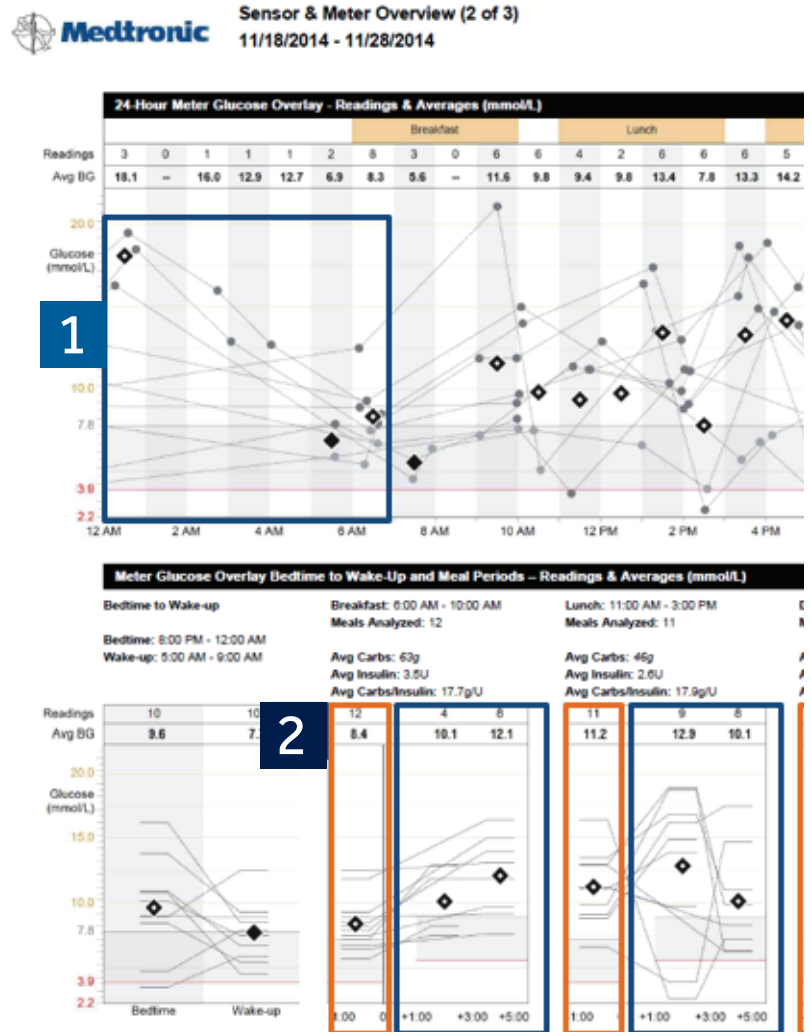 Medtronic
Sensor & Meter Overview (2 of 3)
11/18/2014 - 11/28/2014
24-Hour Meter Glucose Overlay - Readings & Averages (mmol/L)
Breakfast Lunch
Readings 3 0 1 1 1 2 8 3 0 6 6 4 2 6 6 6 5
Avg BG 18.1 -- 16.0 12.9 12.7 6.9 8.3 5.6 -- 11.6 9.8 9.4 9.8 13.4 7.8 13.3 14.2
20.0
Glucose
(mmol/L)
1
10.0
7.8
3.9
2.2
12 AM 2 AM 4 AM 6 AM 8 AM 10 AM 12 PM 2 PM 4 PM
Meter Glucose Overlay Bedtime to Wake-Up and Meal Periods – Readings & Averages (mmol/L)
Bedtime to Wake-up
Bedtime: 8:00 PM - 12:00 AM
Wake-up: 5:00 AM - 9:00 AM
Breakfast: 6:00 AM - 10:00 AM
Meals Analyzed: 12
Avg Carbs: 63g
Avg Insulin: 3.5U
Avg Carbs/Insulin: 17.7g/U
Lunch: 11:00 AM - 3:00 PM
Meals Analyzed: 11
Avg Carbs: 46g
Avg Insulin: 2.6U
Avg Carbs/Insulin: 17.9g/U
Readings 10 10 12 4 8 11 9 8
Avg BG 9.6 7. 8.4 10.1 12.1 11.2 12.9 10.1
2
20.0
Glucose
(mmol/L)
15.0
10.0
7.8
3.9
2.2
Bedtime Wake-up 1:00 0 +1:00 +3:00 +5:00 1:00 +1:00 +3:00 +5:00